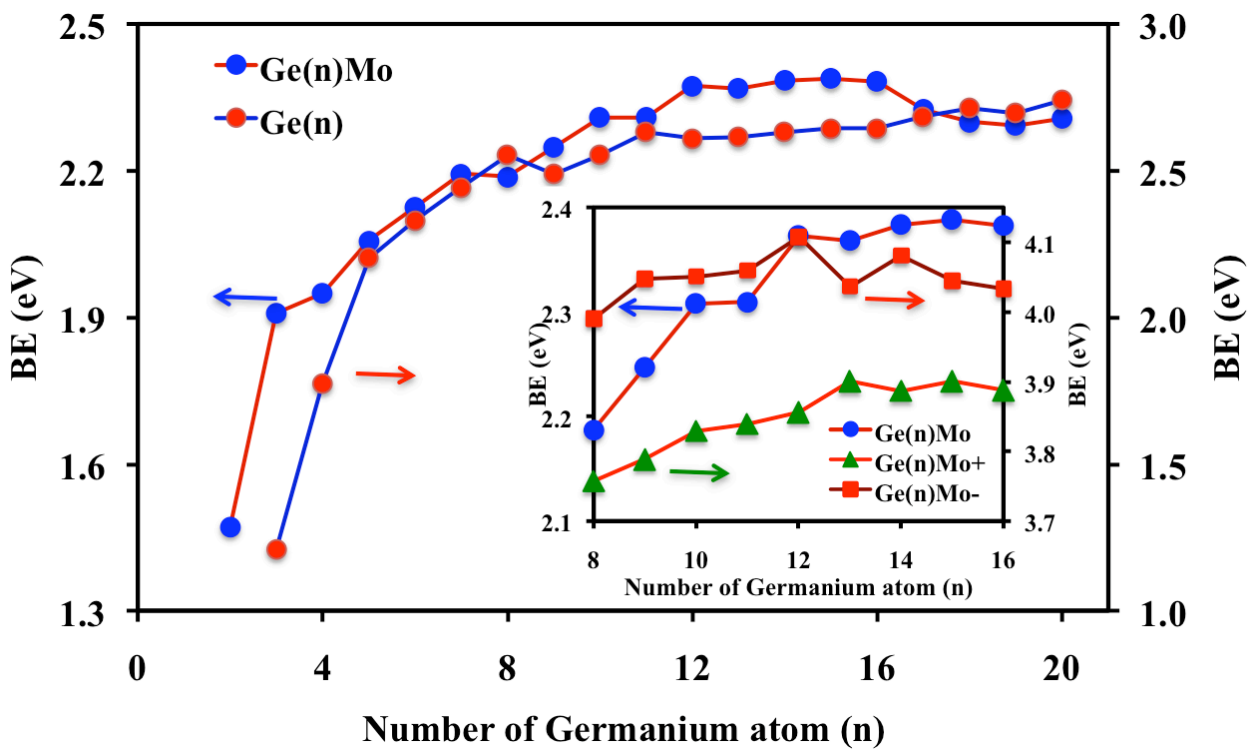 2.5
2.2
1.9
1.6
1.3
BE (eV)
Ge(n)Mo
Ge(n)
3.0
2.5
2.0
1.5
1.0
BE (eV)
2.4
2.3
2.2
2.1
BE (eV)
4.1
4.0
3.9
3.8
3.7
BE (eV)
Ge(n)Mo
Ge(n)Mo+
Ge(n)Mo-
8 10 12 14 16
Number of Germanium atom (n)
0 4 8 12 16 20
Number of Germanium atom (n)